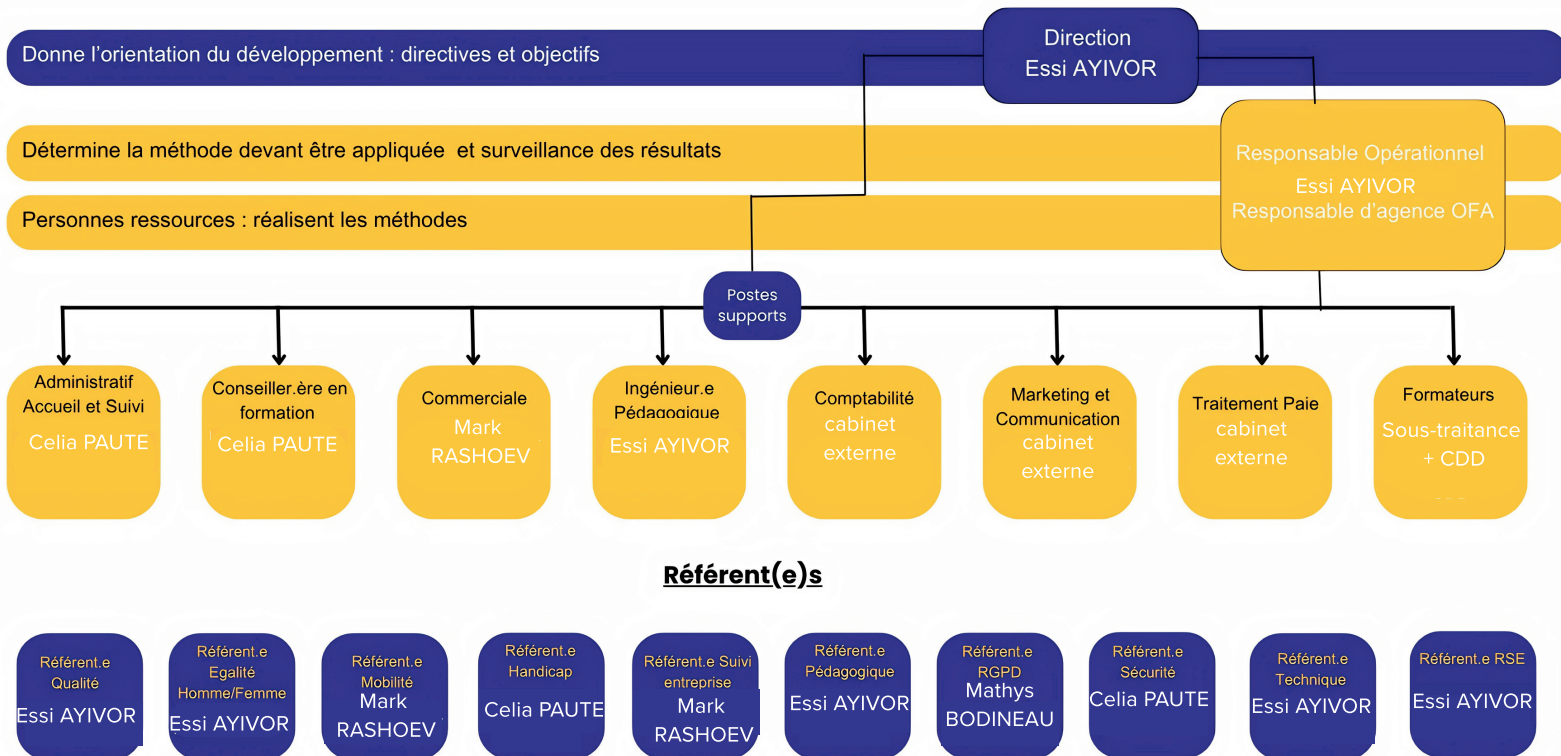 Donne l'orientation du développement : directives et objectifs
Direction
Essi AYIVOR
Détermine la méthode devant être appliquée et surveillance des résultats
Personnes ressources : réalisent les méthodes
Responsable Opérationnel
Essi AYIVOR
Responsable d'agence OFA
Postes
supports
Administratif
Accueil et Suivi
Celia PAUTE
Conseiller.ère en
formation
Celia PAUTE
Commerciale
Mark
RASHOEV
Ingénieur.e
Pédagogique
Essi AYIVOR
Comptabilité
cabinet
externe
Marketing et
Communication
cabinet
externe
Traitement Paie
cabinet
externe
Formateurs
Sous-traitance
+ CDD
Référent(e)s
Référent.e
Qualité
Essi AYIVOR
Référent.e
Egalité
Homme/Femme
Essi AYIVOR
Référent.e
Mobilité
Mark
RASHOEV
Référent.e
Handicap
Celia PAUTE
Référent.e Suivi
entreprise
Mark
RASHOEV
Référent.e
Pédagogique
Essi AYIVOR
Référent.e
RGPD
Mathys
BODINEAU
Référent.e
Sécurité
Celia PAUTE
Référent.e
Technique
Essi AYIVOR
Référent.e RSE
Essi AYIVOR